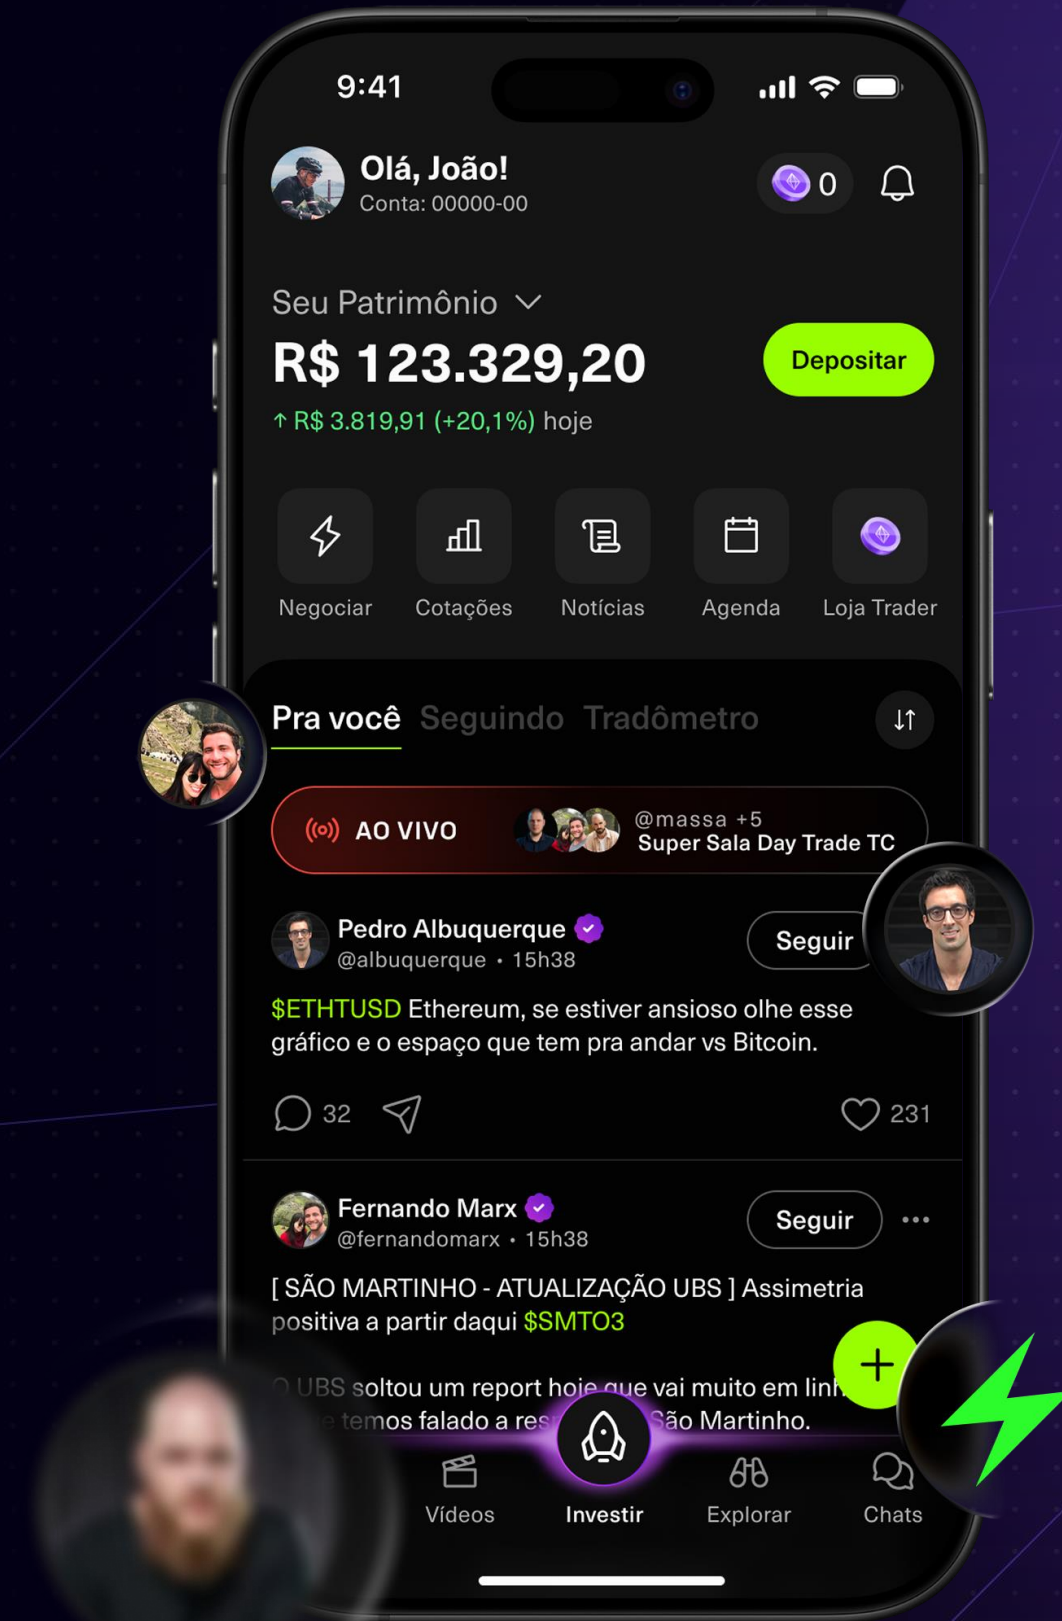 9:41
Olá, João!
Conta: 00000-00
0
Seu Patrimônio
R$ 123.329,20
Depositar
↑ R$ 3.819,91 (+20,1%) hoje
Negociar
Cotações
Notícias
Agenda
Loja Trader
Pra você
Seguindo
Tradômetro
AO VIVO
@massa +5
Super Sala Day Trade TC
Pedro Albuquerque
@albuquerque • 15h38
Seguir
$ETHTUSD Ethereum, se estiver ansioso olhe esse
gráfico e o espaço que tem pra andar vs Bitcoin.
32
231
Fernando Marx
@fernandomarx • 15h38
Seguir
[ SÃO MARTINHO - ATUALIZAÇÃO UBS ] Assimetria
positiva a partir daqui $SMTO3
O UBS soltou um report hoje que vai muito em
temos falado a São Martinho.
Vídeos
Investir
Explorar
Chats